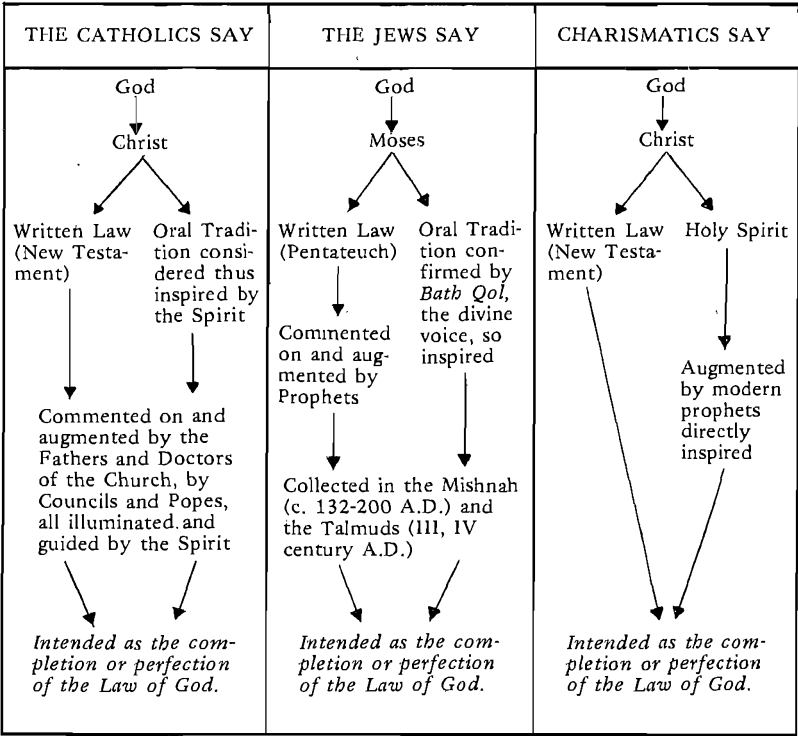 THE CATHOLICS SAY
God
Christ
Written Law
(New Testa-
ment)
Oral Tradi-
tion consi-
dered thus
inspired by
the Spirit
Commented on and
augmented by the
Fathers and Doctors
of the Church, by
Councils and Popes,
all illuminated.and
guided by the Spirit
Intended as the com-
pletion or perfection
of the Law of God.
THE JEWS SAY
God
Moses
Written Law
(Pentateuch)
Oral Tradi-
tion con-
firmed by
Bath Qol,
the divine
voice, so
inspired
Commented
on and aug-
mented by
Prophets
Collected in the Mishnah
(c. 132-200 A.D.) and
the Talmuds (III, IV
century A.D.)
Intended as the com-
pletion or perfection
of the Law of God.
CHARISMATICS SAY
God
Christ
Written Law
(New Testa-
ment)
Holy Spirit
Augmented
by modern
prophets
directly
inspired
Intended as the com-
pletion or perfection
of the Law of God.